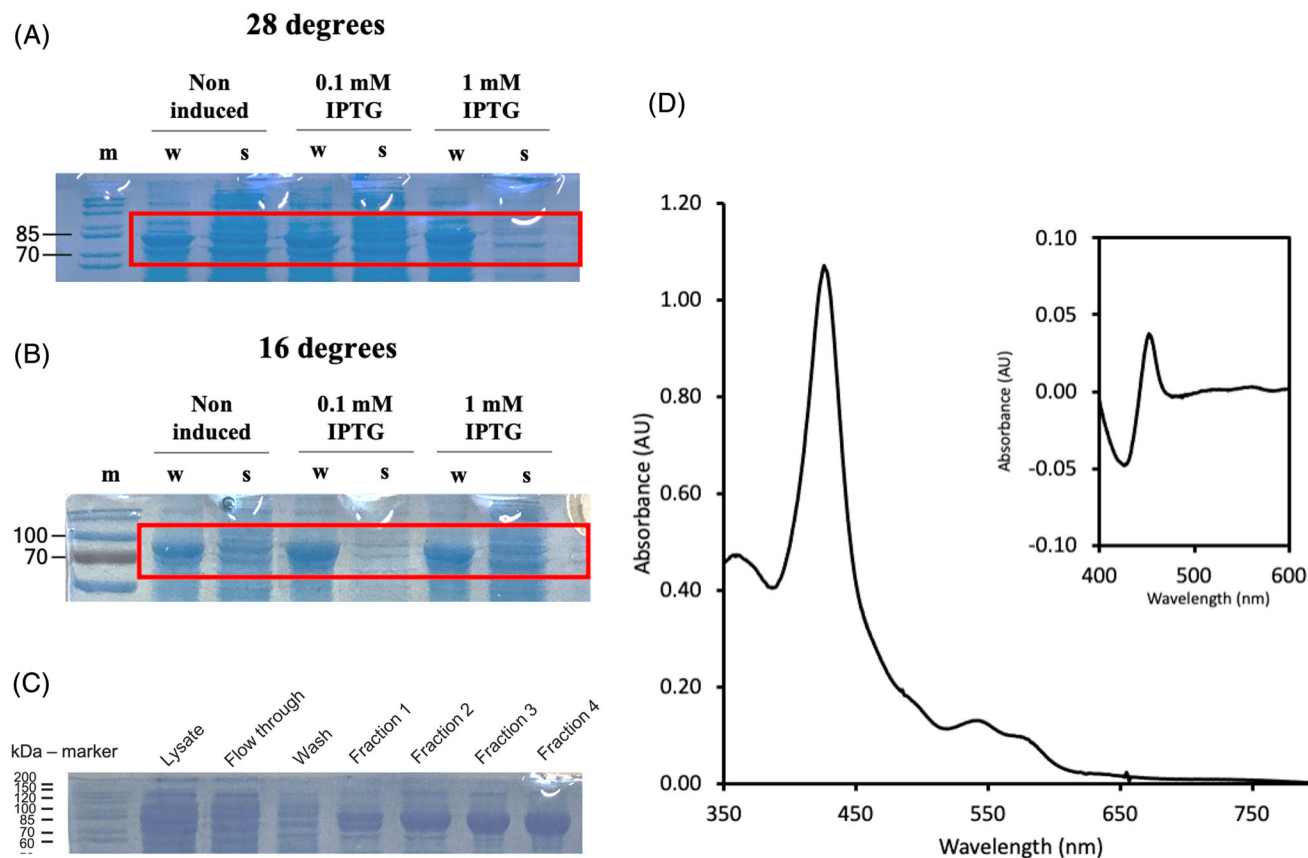 (A)
28 degrees
Non induced
0.1 mM IPTG
1 mM IPTG
m w s w s w s
85
70
(B)
16 degrees
Non induced
0.1 mM IPTG
1 mM IPTG
m w s w s w s
100
70
(C)
kDa – marker
Lysate
Flow through
Wash
Fraction 1
Fraction 2
Fraction 3
Fraction 4
200
150
120
100
85
70
60
(D)
Absorbance (AU)
1.20
1.00
0.80
0.60
0.40
0.20
0.00
350 450 550 650 750
Wavelength (nm)
Absorbance (AU)
0.10
0.05
0.00
-0.05
-0.10
400 500 600
Wavelength (nm)